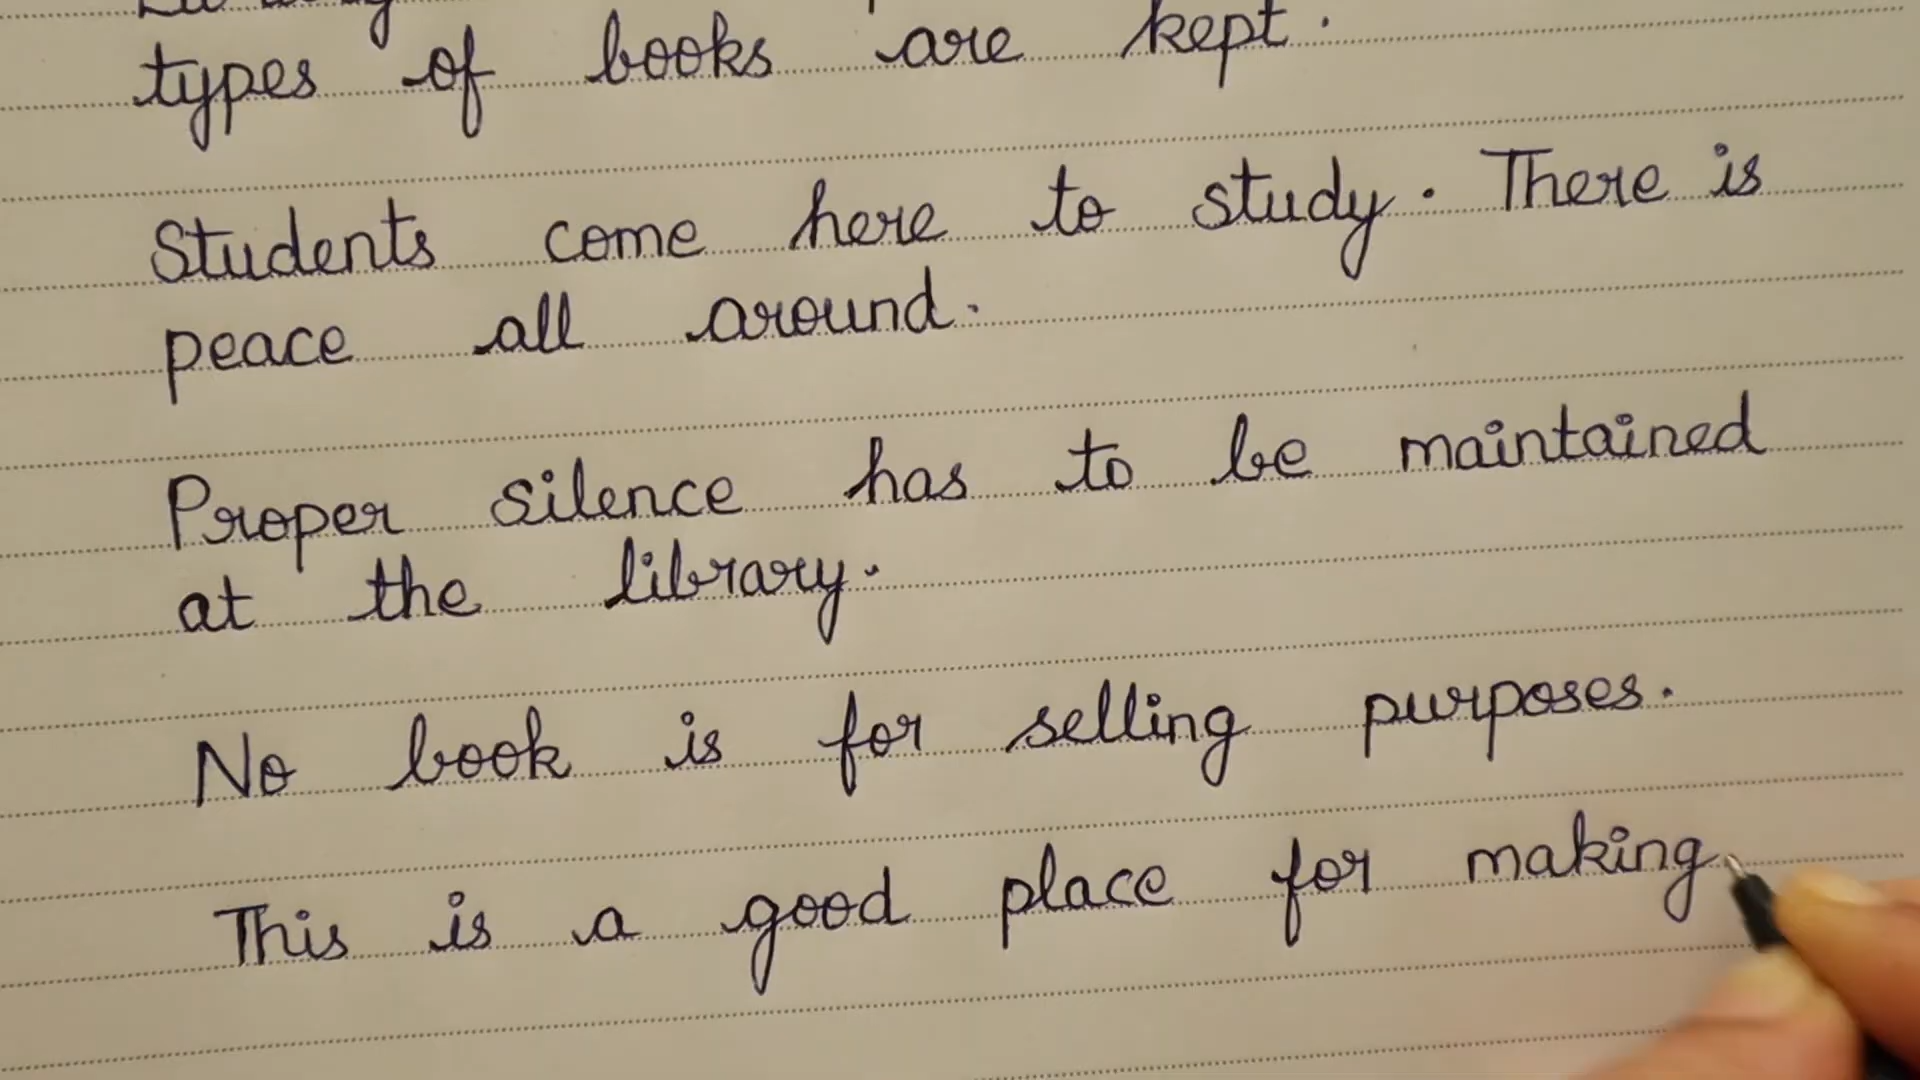 types of books are kept.
Students come here to study. There is
peace all around.
Proper silence has to be maintained
at the library.
No book is for selling purposes.
This is a good place for making